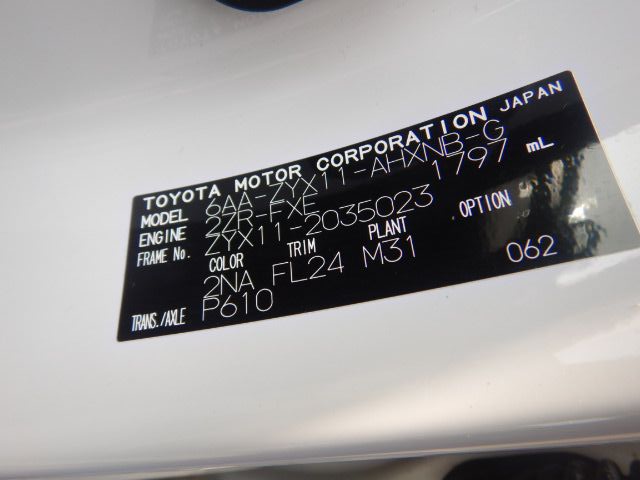 TOYOTA MOTOR CORPORATION JAPAN
MODEL 6AA-ZYX11-AHXNB-G
ENGINE 2ZR-FXE 1797 mL
FRAME No. ZYX11-2035023
COLOR TRIM PLANT OPTION
2NA FL24 M31 062
TRANS./AXLE P610